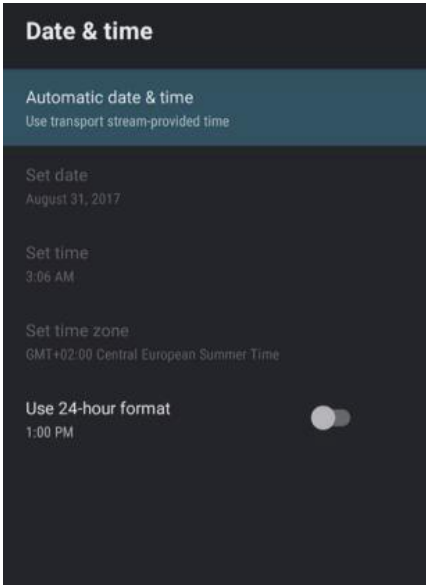 Date & time
Automatic date & time
Use transport stream-provided time
Set date
August 31, 2017
Set time
3:06 AM
Set time zone
GMT+02:00 Central European Summer Time
Use 24-hour format
1:00 PM